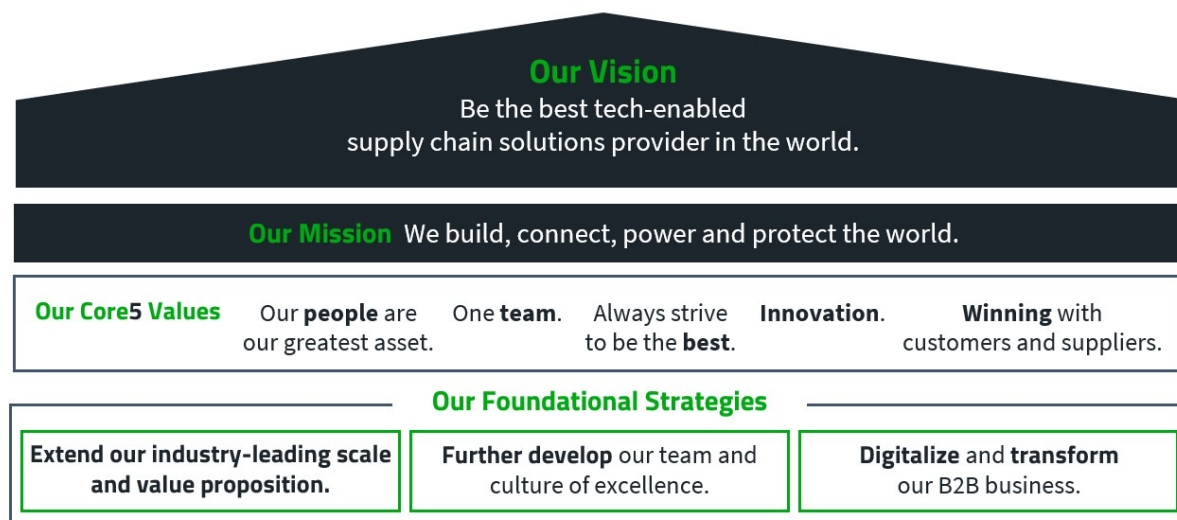 Our Vision
Be the best tech-enabled
supply chain solutions provider in the world.
Our Mission We build, connect, power and protect the world.
Our Core5 Values
Our people are
our greatest asset.
One team.
Always strive
to be the best.
Innovation.
Winning with
customers and suppliers.
Our Foundational Strategies
Extend our industry-leading scale
and value proposition.
Further develop our team and
culture of excellence.
Digitalize and transform
our B2B business.